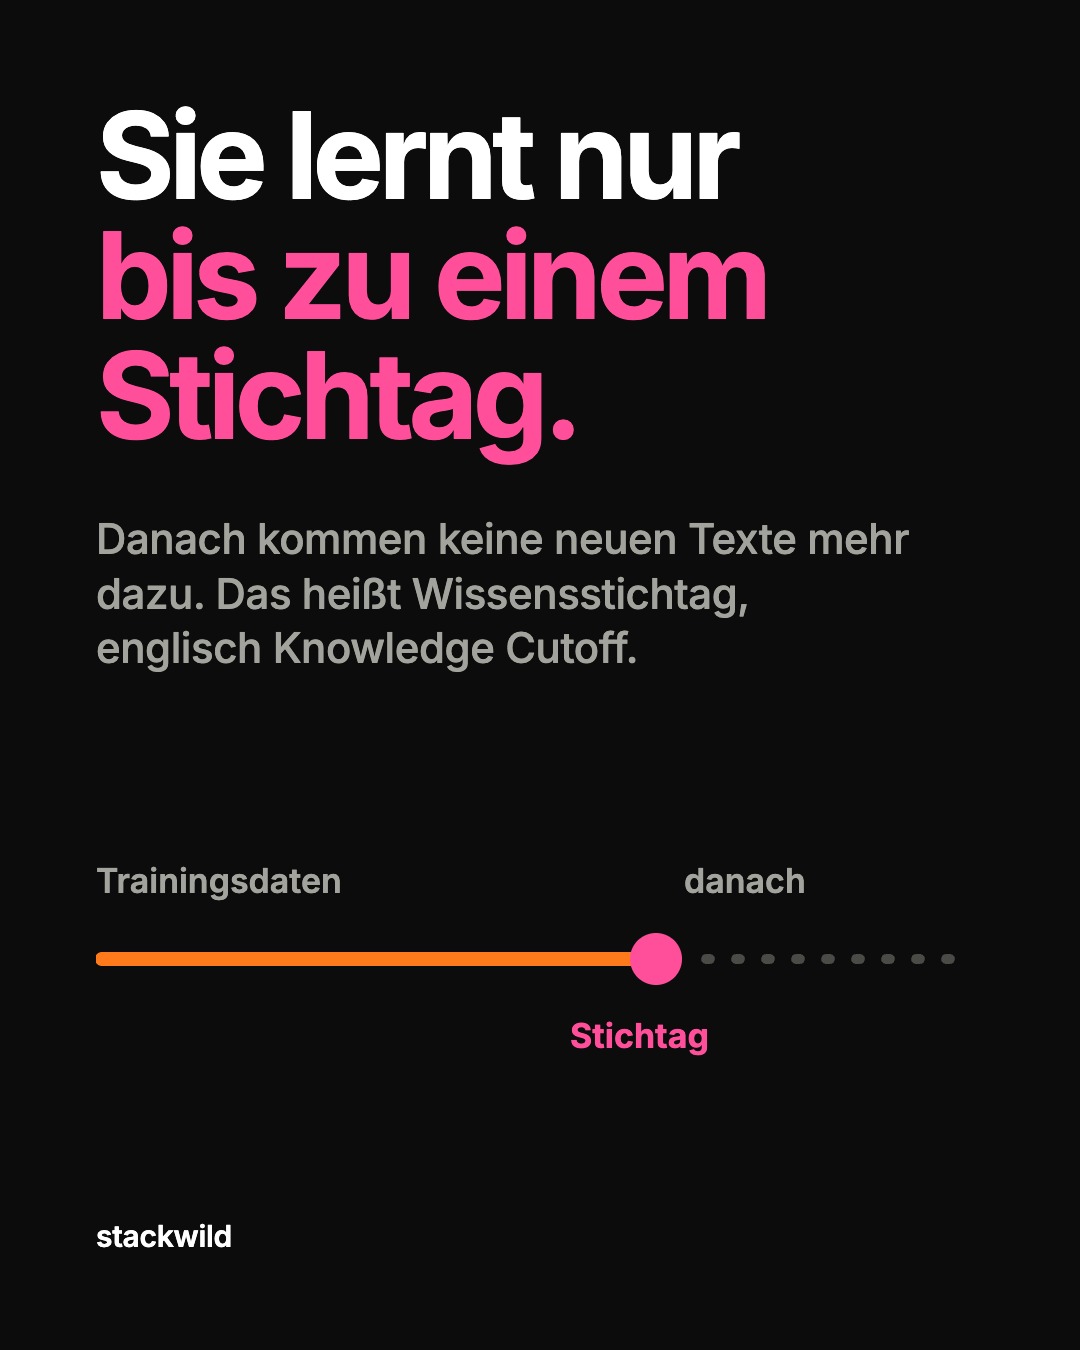 Sie lernt nur
bis zu einem
Stichtag.
Danach kommen keine neuen Texte mehr
dazu. Das heißt Wissensstichtag,
englisch Knowledge Cutoff.
Trainingsdaten
danach
Stichtag
stackwild